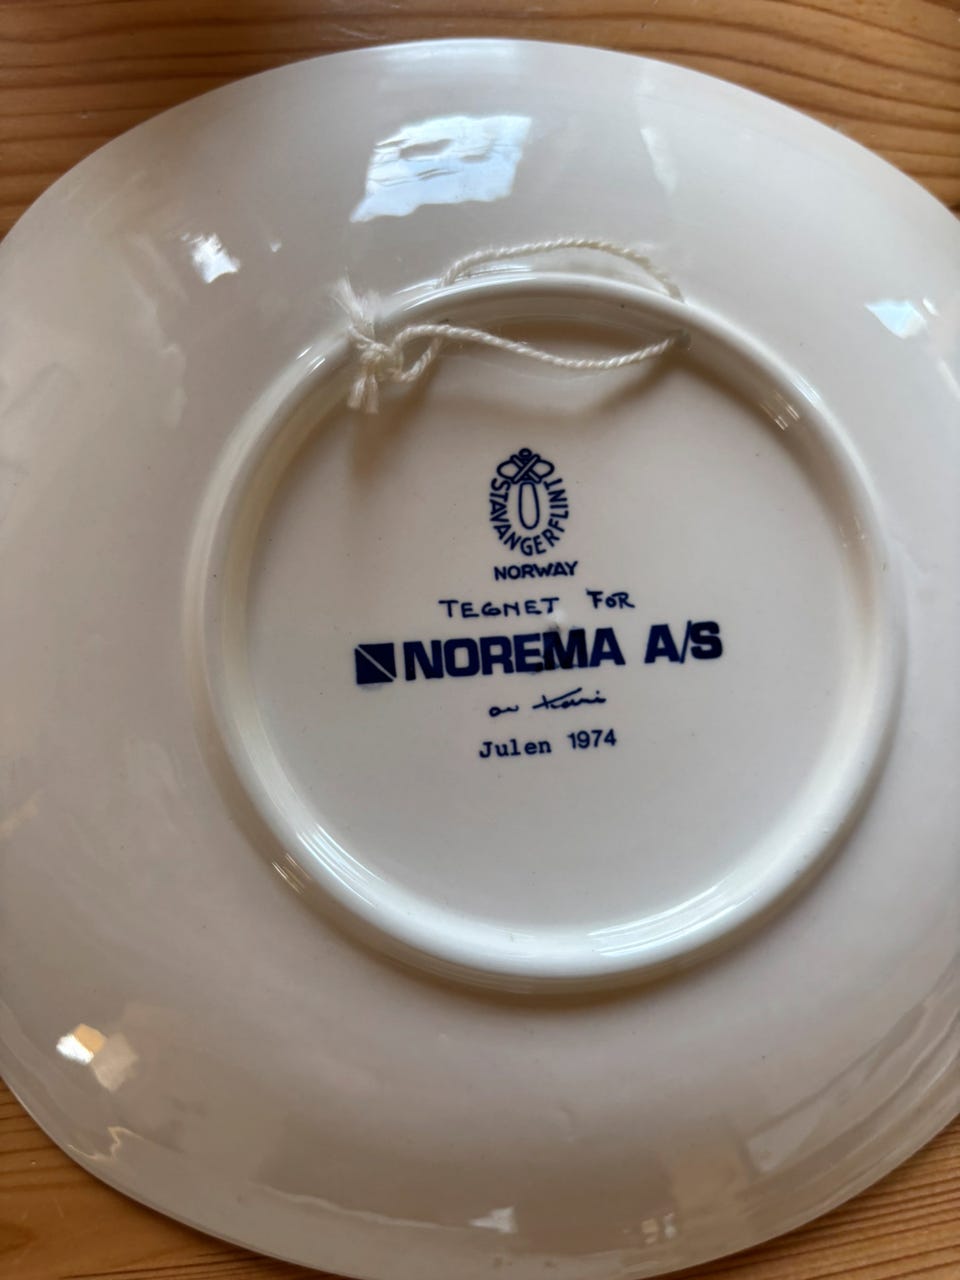 STAVANGERFLINT
NORWAY
TEGNET FOR
NOREMA A/S
av Kari
Julen 1974